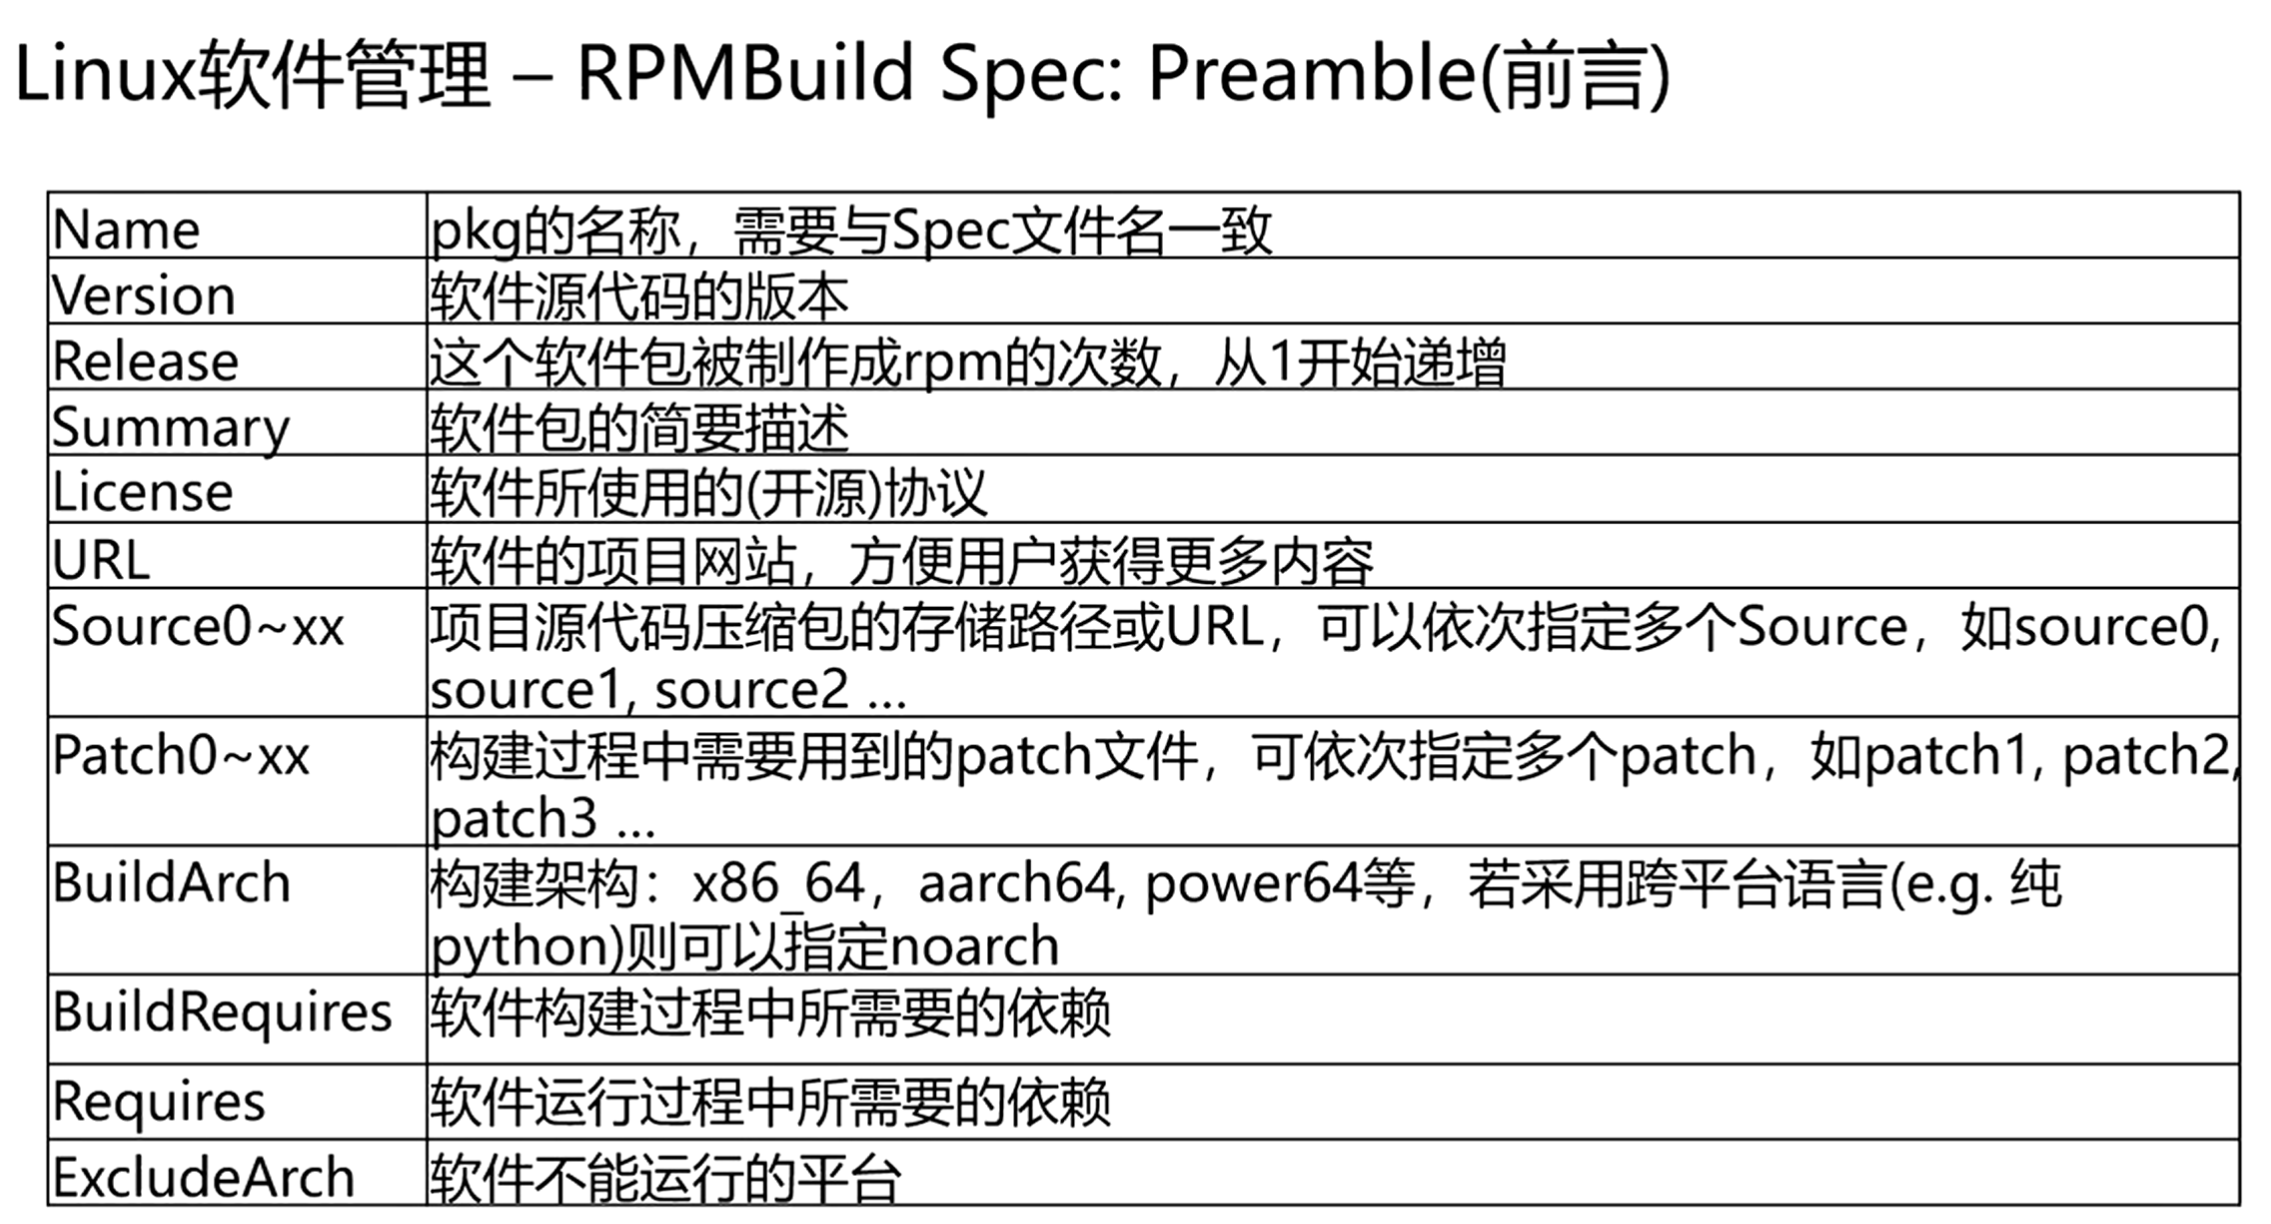 Linux软件管理 – RPMBuild Spec: Preamble(前言)
Name pkg的名称，需要与Spec文件名一致
Version 软件源代码的版本
Release 这个软件包被制作成rpm的次数，从1开始递增
Summary 软件包的简要描述
License 软件所使用的(开源)协议
URL 软件的项目网站，方便用户获得更多内容
Source0~xx 项目源代码压缩包的存储路径或URL，可以依次指定多个Source，如source0,
source1, source2 ...
Patch0~xx 构建过程中需要用到的patch文件，可依次指定多个patch，如patch1, patch2,
patch3 ...
BuildArch 构建架构：x86_64，aarch64, power64等，若采用跨平台语言(e.g. 纯
python)则可以指定noarch
BuildRequires 软件构建过程中所需要的依赖
Requires 软件运行过程中所需要的依赖
ExcludeArch 软件不能运行的平台